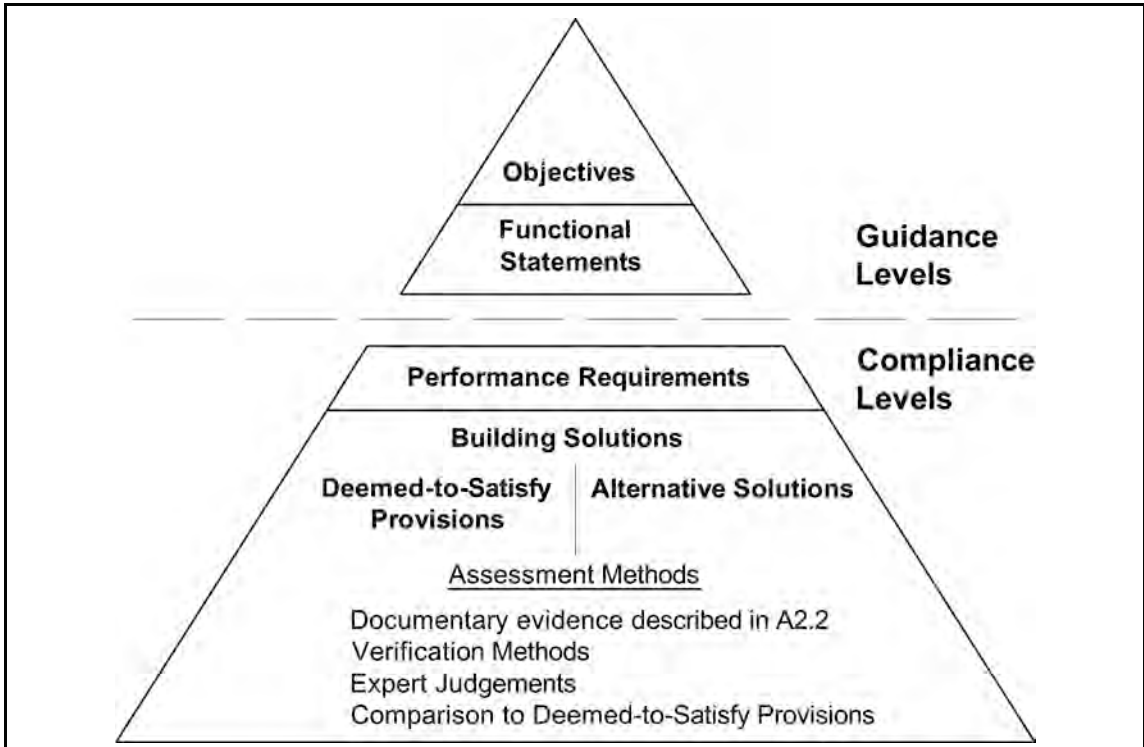 Objectives
Functional
Statements
Guidance
Levels
Compliance
Levels
Performance Requirements
Building Solutions
Deemed-to-Satisfy
Provisions
Alternative Solutions
Assessment Methods
Documentary evidence described in A2.2
Verification Methods
Expert Judgements
Comparison to Deemed-to-Satisfy Provisions